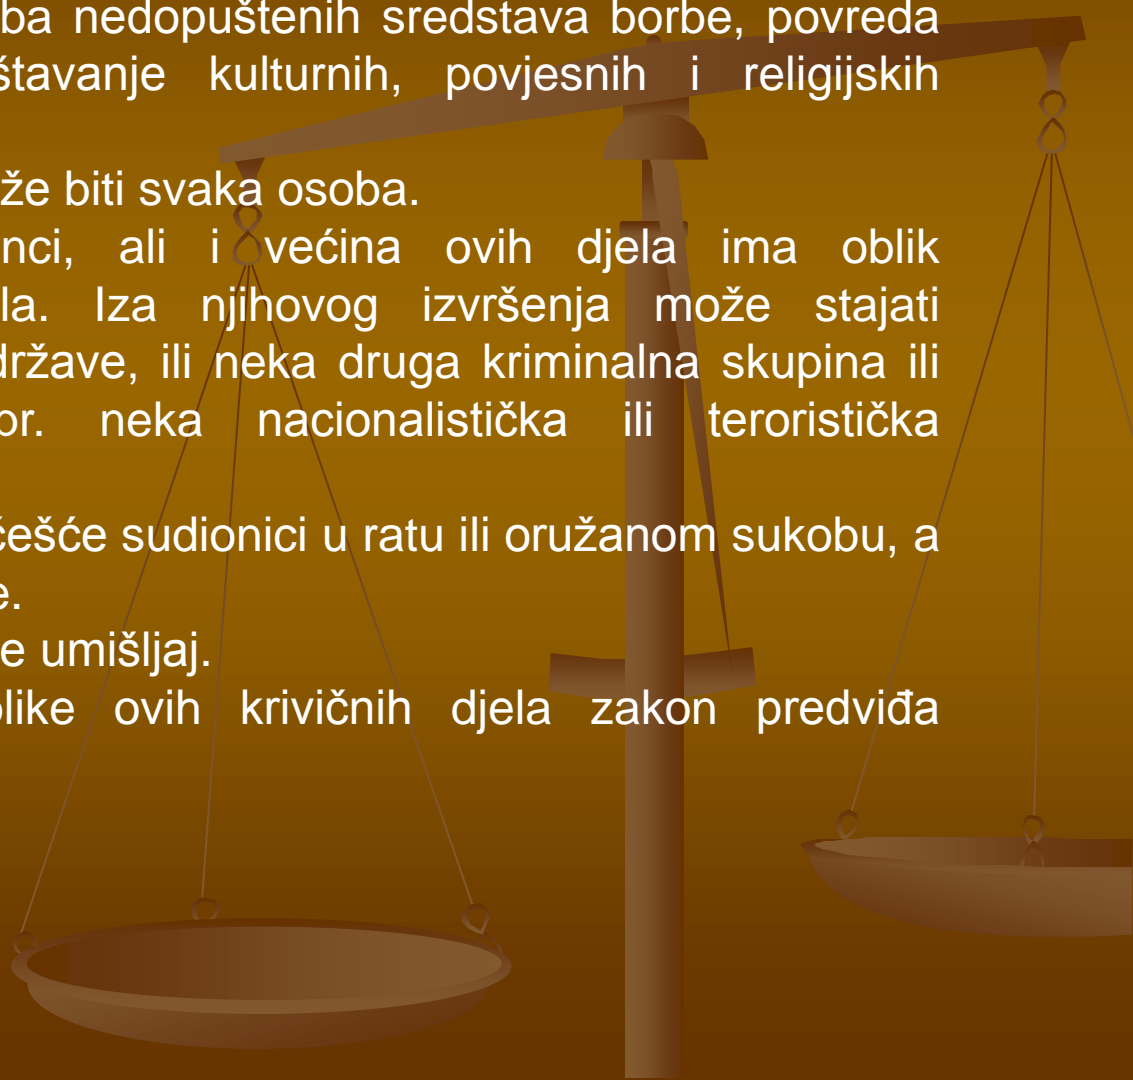 ba nedopuštenih sredstava borbe, povreda
štavanje kulturnih, povjesnih i religijskih
že biti svaka osoba.
nci, ali i većina ovih djela ima oblik
la. Iza njihovog izvršenja može stajati
države, ili neka druga kriminalna skupina ili
pr. neka nacionalistička ili teroristička
češće sudionici u ratu ili oružanom sukobu, a
e.
e umišljaj.
like ovih krivičnih djela zakon predviđa